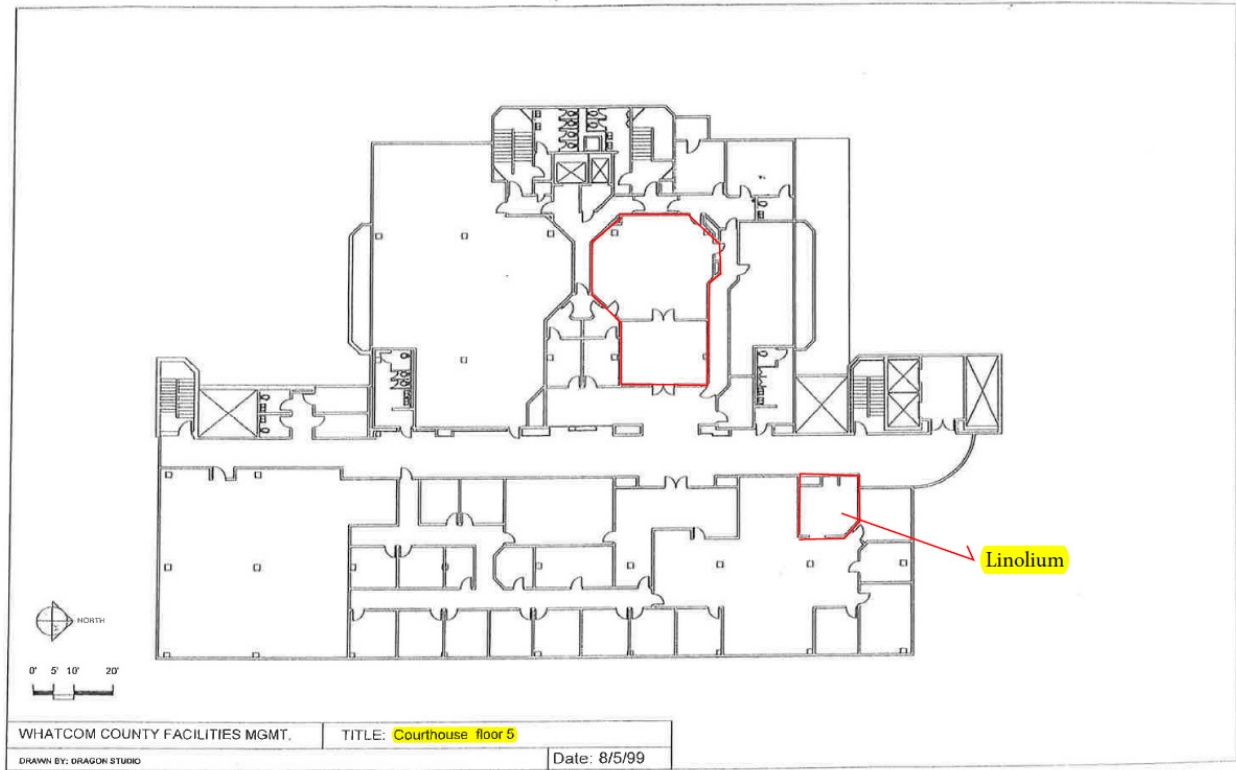 Linolium
NORTH
0' 5' 10' 20'
WHATCOM COUNTY FACILITIES MGMT.
TITLE: Courthouse floor 5
DRAWN BY: DRAGON STUDIO
Date: 8/5/99